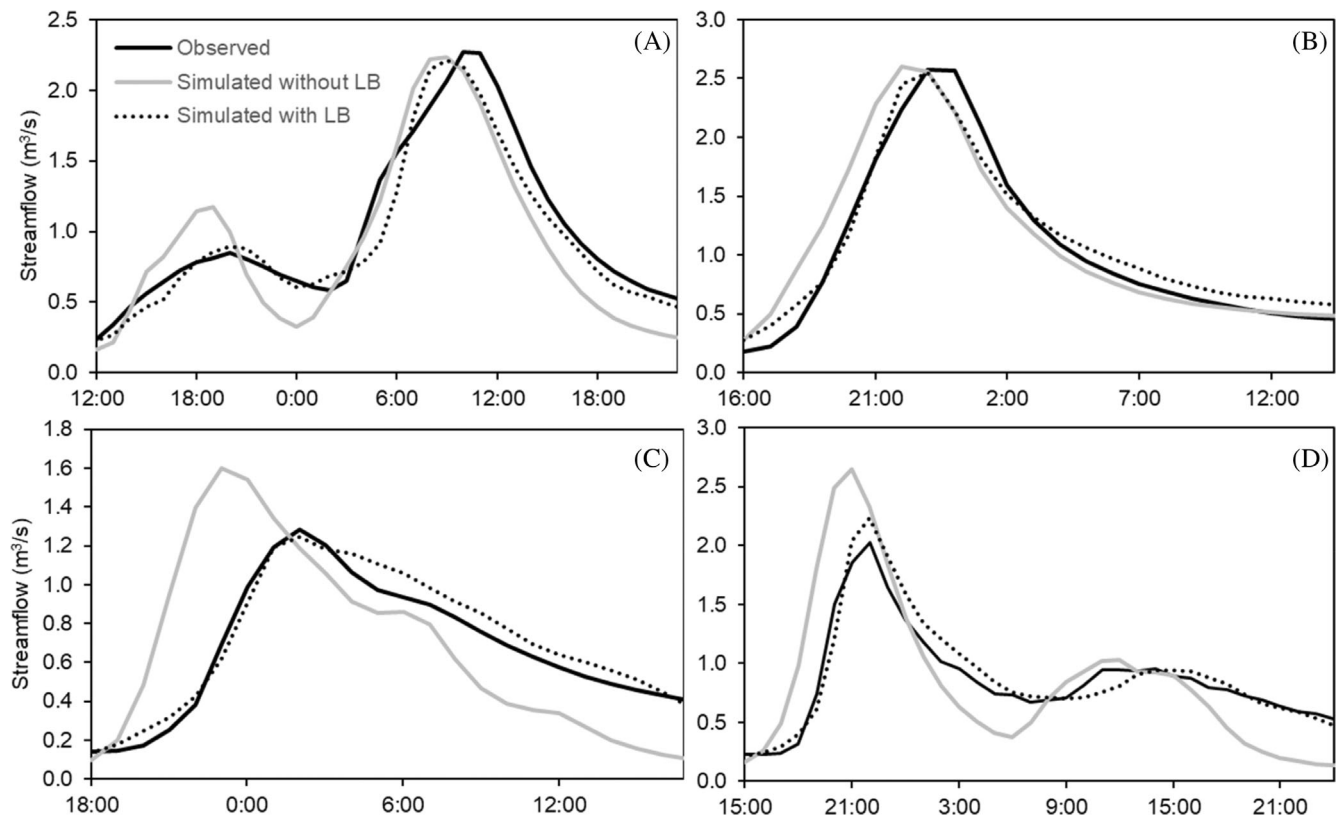 2.5
2.0
1.5
1.0
0.5
0.0
Streamflow (m³/s)
Observed
Simulated without LB
Simulated with LB
(A)
12:00 18:00 0:00 6:00 12:00 18:00
3.0
2.5
2.0
1.5
1.0
0.5
0.0
(B)
16:00 21:00 2:00 7:00 12:00
1.8
1.6
1.4
1.2
1.0
0.8
0.6
0.4
0.2
0.0
Streamflow (m³/s)
(C)
18:00 0:00 6:00 12:00
3.0
2.5
2.0
1.5
1.0
0.5
0.0
(D)
15:00 21:00 3:00 9:00 15:00 21:00